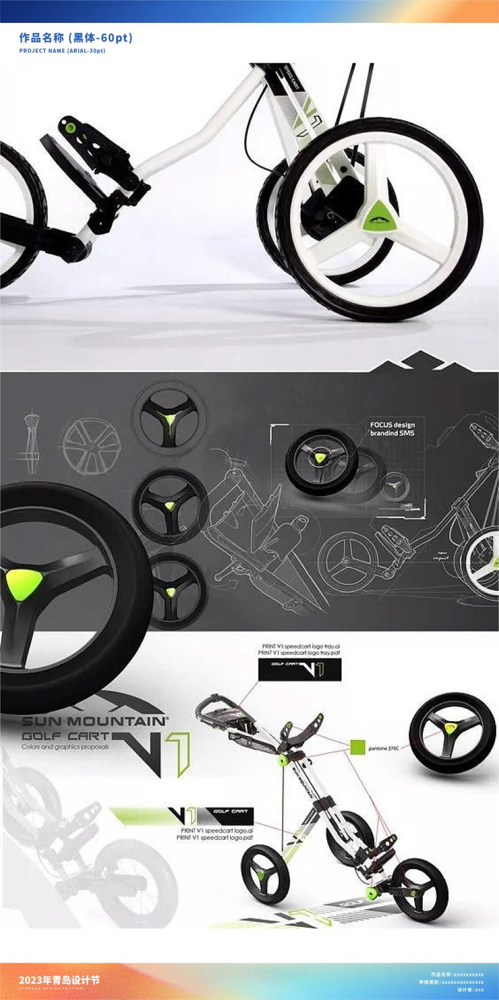 作品名称 (黑体-60pt)
PROJECT NAME (ARIAL-30pt)
SPEED CART
V1
FOCUS design
brandind SMS
new
impact
PRINT V1 speedcart logo tray.ai
PRINT V1 speedcart logo tray.pdf
GOLF CART V1
SUN MOUNTAIN®
GOLF CART V1
Colors and graphics proposals
pantone 376C
SUN MOUNTAIN
V1 GOLF CART
PRINT V1 speedcart logo.ai
PRINT V1 speedcart logo.pdf
GOLF
2023年青岛设计节
QINGDAO DESIGN FESTIVAL
作品名称:xxxxxxxxxx
申报类别:xxxxxxxxxxxxxx
设计者:xxx